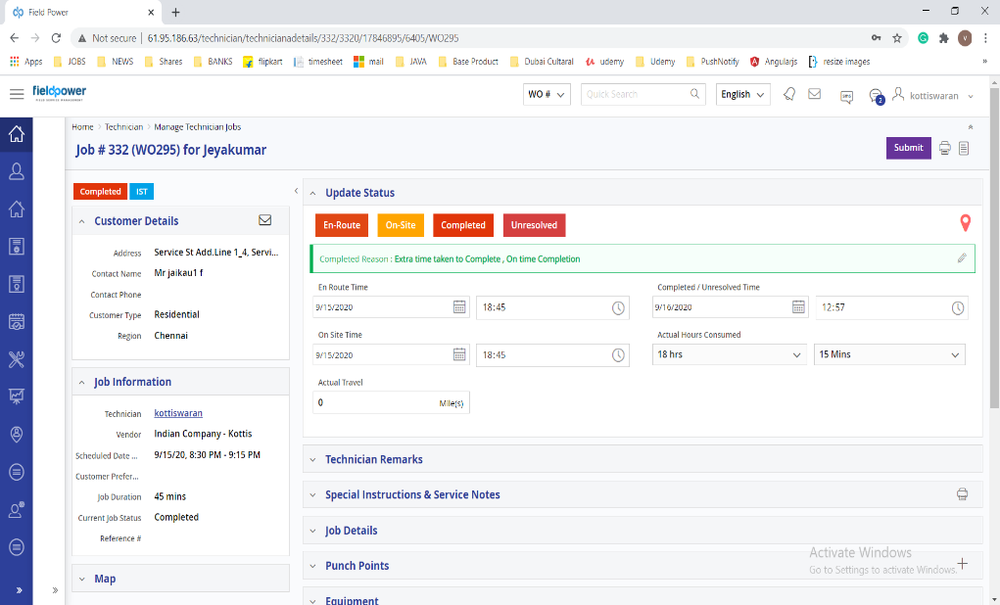 dp Field Power
Not secure | 61.95.186.63/technician/technicianadetails/332/3320/17846895/6405/WO295
V
Apps JOBS NEWS Shares BANKS flipkart timesheet mail JAVA Base Product Dubai Cultaral udemy Udemy PushNotify Angularjs resize images »
fieldpower
FIELD SERVICE MANAGEMENT
WO # Quick Search English SMS 2 kottiswaran
Home > Technician > Manage Technician Jobs
Job # 332 (WO295) for Jeyakumar
Submit
Completed IST
Customer Details
Address Service St Add.Line 1_4, Servi...
Contact Name Mr jaikau1 f
Contact Phone
Customer Type Residential
Region Chennai
Job Information
Technician kottiswaran
Vendor Indian Company - Kottis
Scheduled Date ... 9/15/20, 8:30 PM - 9:15 PM
Customer Prefer...
Job Duration 45 mins
Current Job Status Completed
Reference #
Map
Update Status
En-Route On-Site Completed Unresolved
Completed Reason : Extra time taken to Complete , On time Completion
En Route Time Completed / Unresolved Time
9/15/2020 18:45 9/16/2020 12:57
On Site Time Actual Hours Consumed
9/15/2020 18:45 18 hrs 15 Mins
Actual Travel
0 Mile(s)
Technician Remarks
Special Instructions & Service Notes
Job Details
Punch Points
Equipment
Activate Windows
Go to Settings to activate Windows.